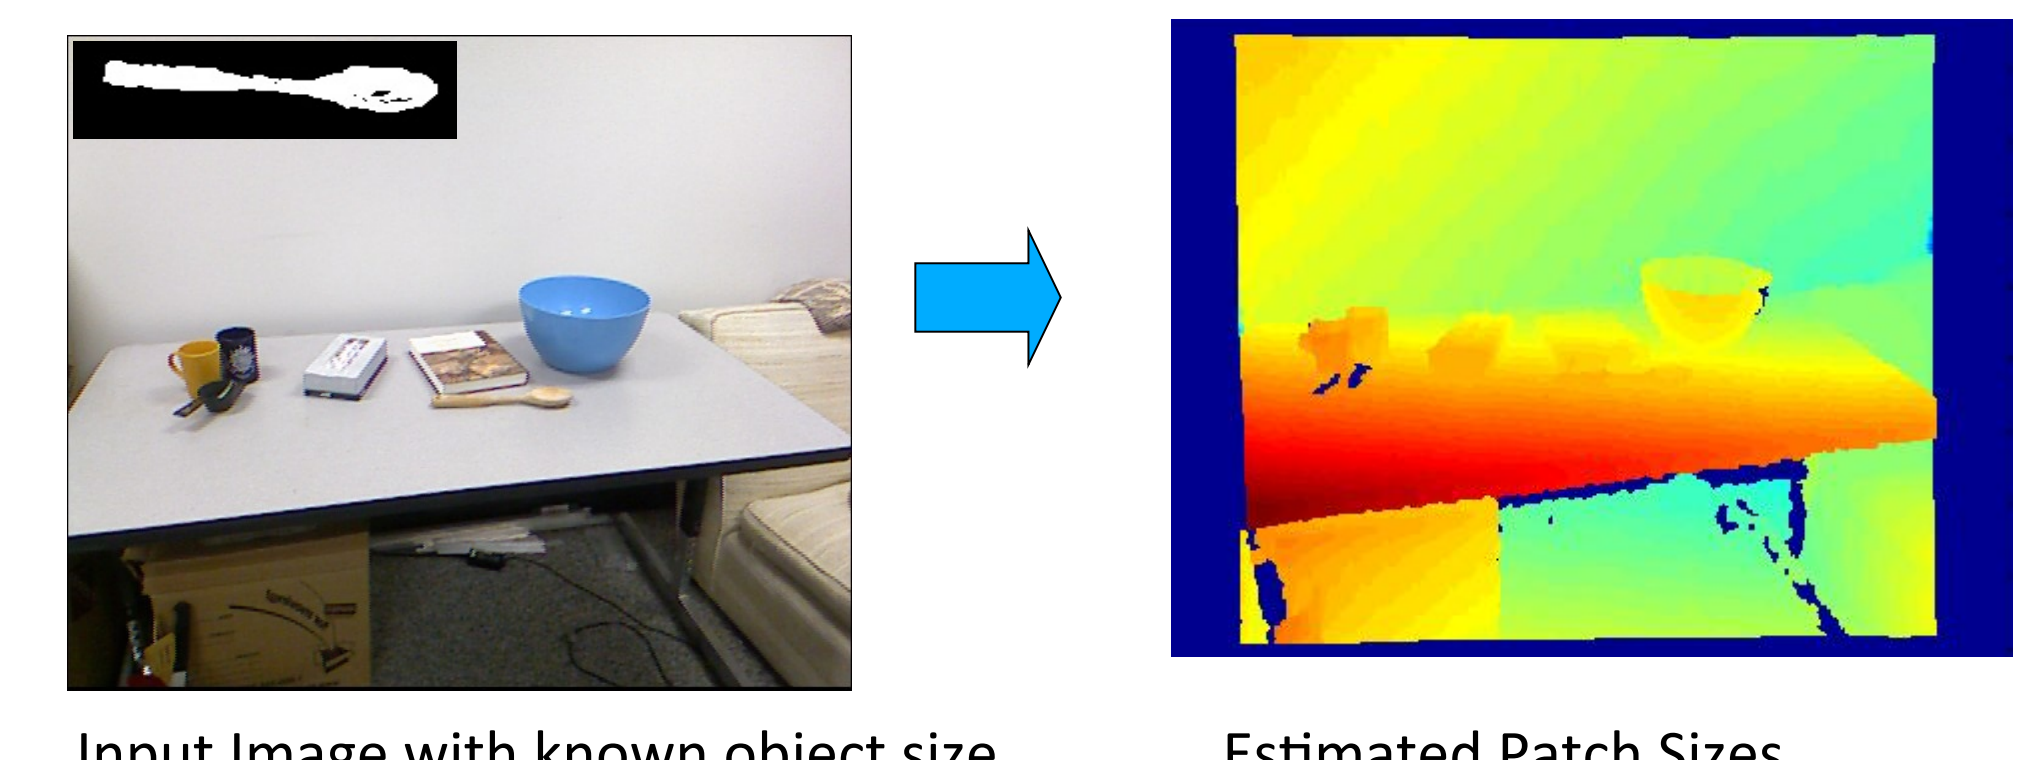 Input Image with known object size
Estimated Patch Sizes